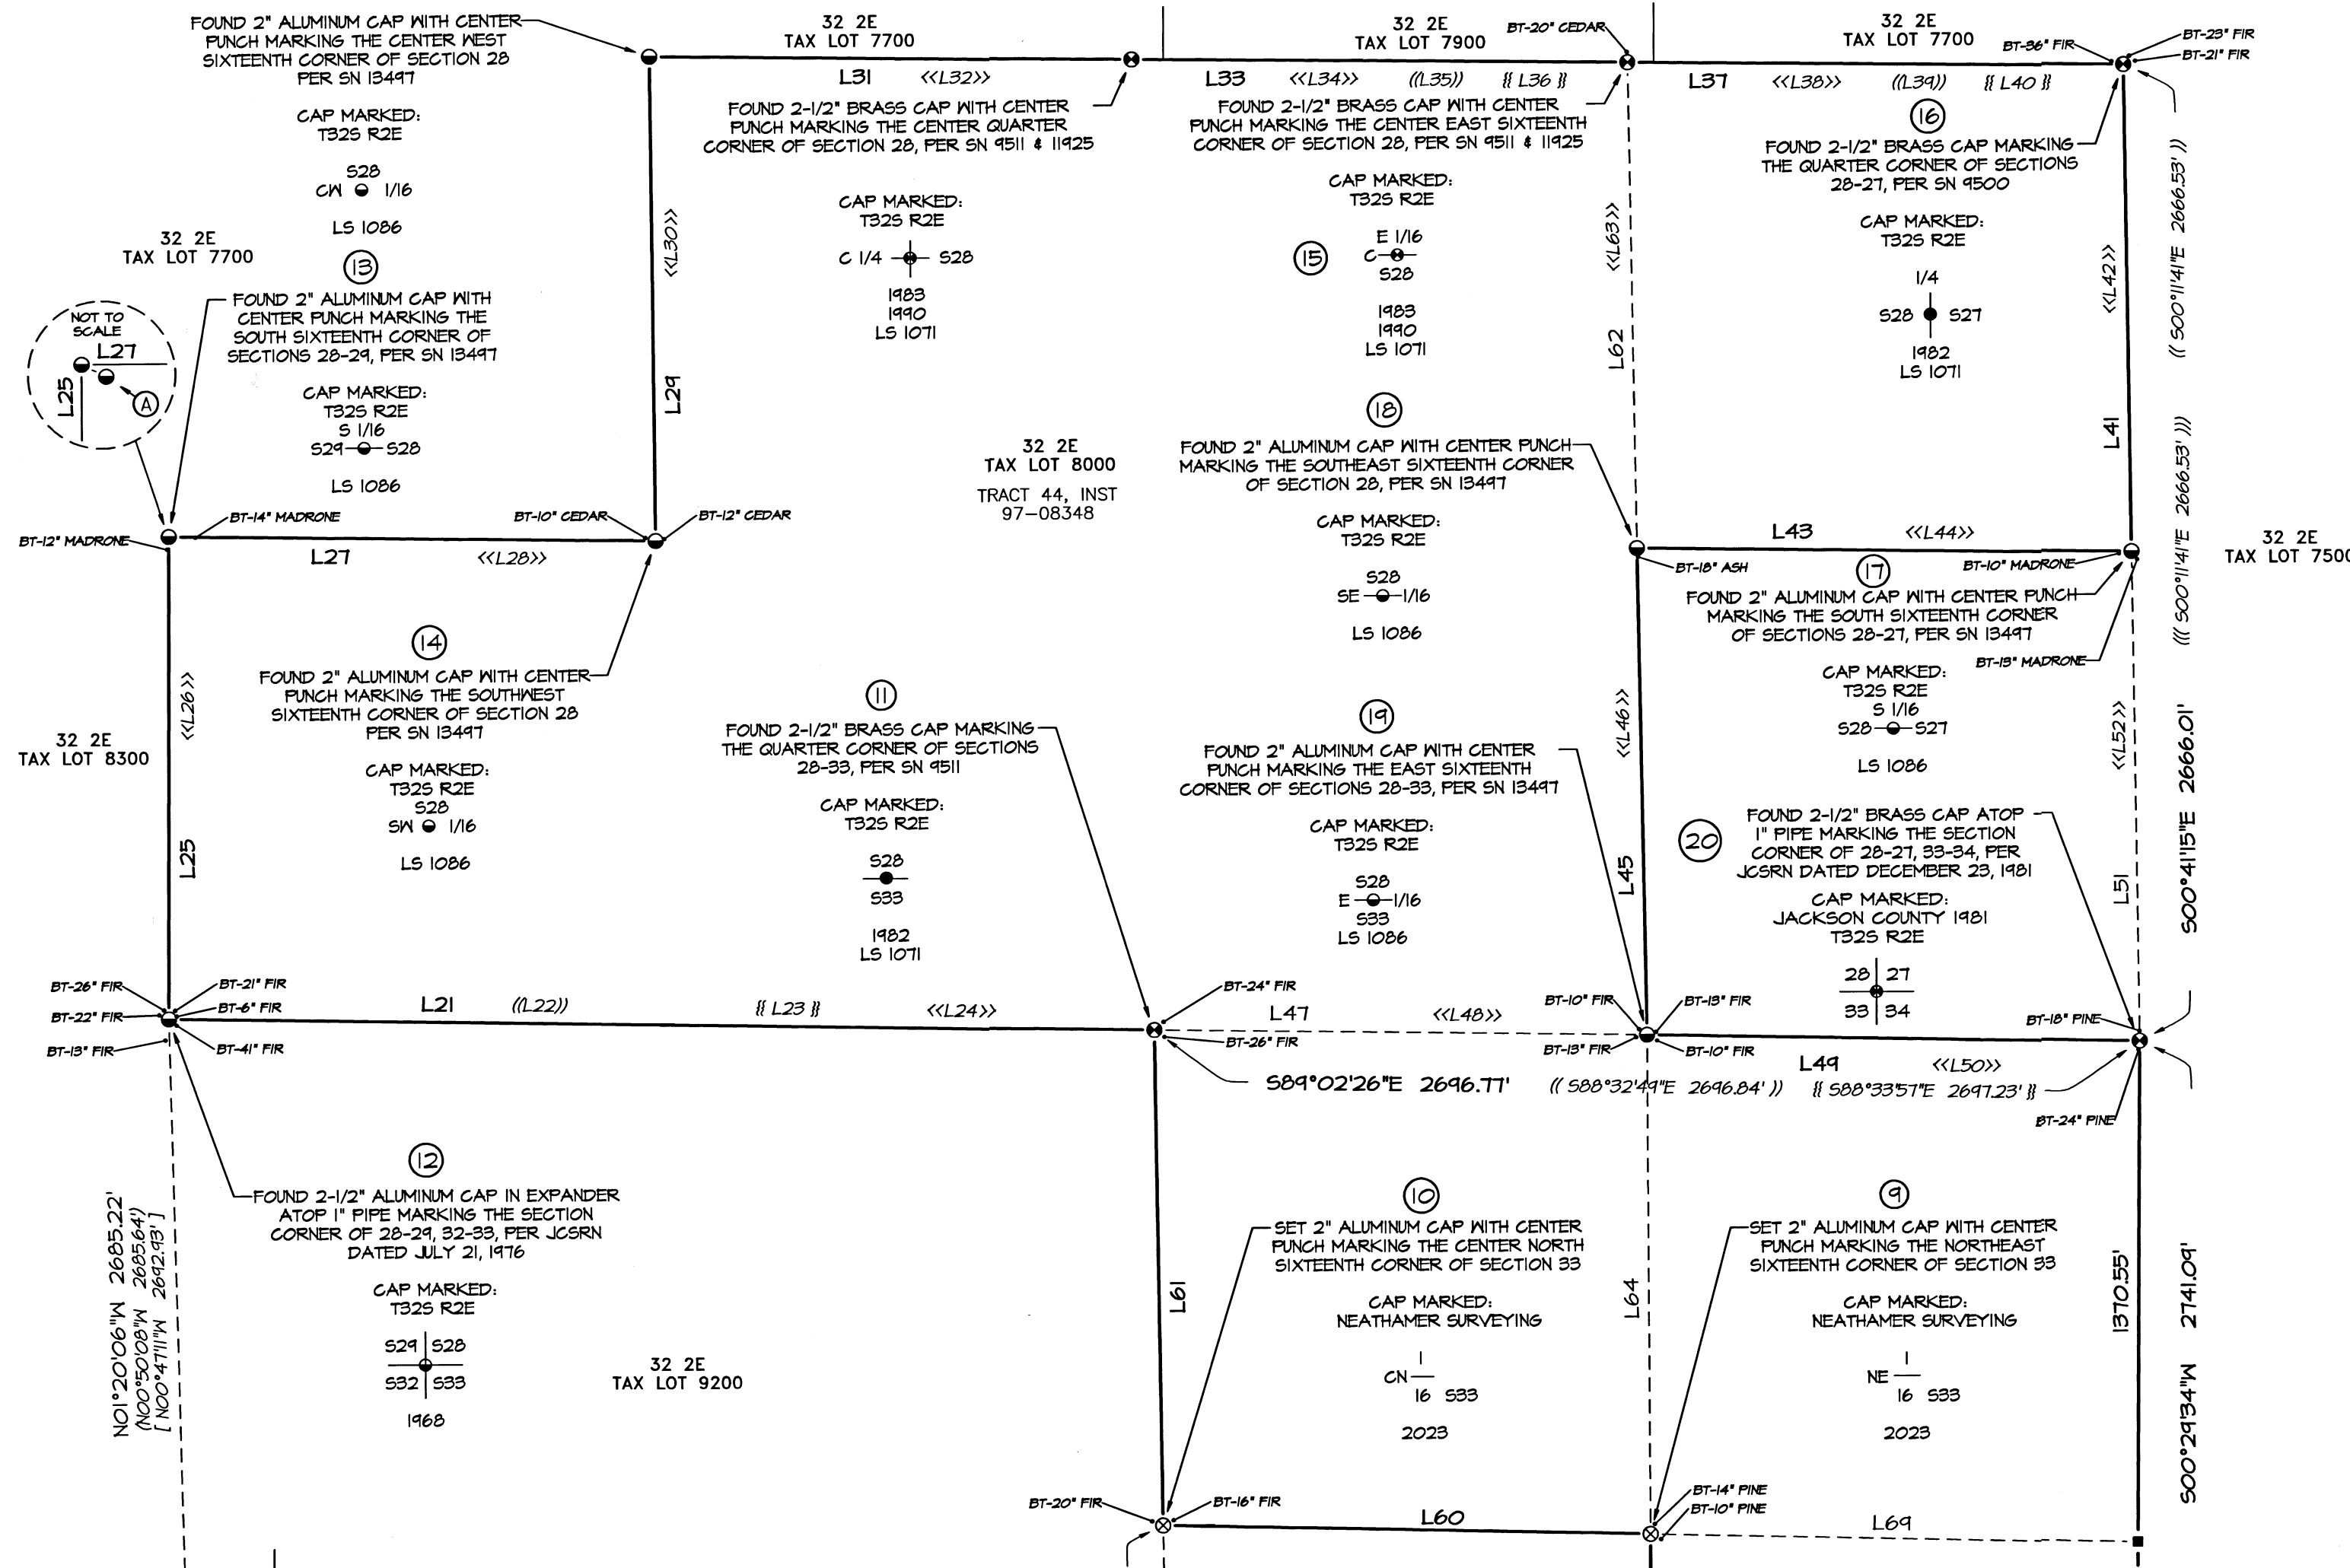 FOUND 2" ALUMINUM CAP WITH CENTER
PUNCH MARKING THE CENTER WEST
SIXTEENTH CORNER OF SECTION 28
PER SN 13497
CAP MARKED:
T32S R2E
S28
CW 1/16
LS 1086
32 2E
TAX LOT 7700
32 2E
TAX LOT 7900
BT-20" CEDAR
32 2E
TAX LOT 7700
BT-36" FIR
BT-23" FIR
BT-21" FIR
L31 <<L32>>
L33 <<L34>> ((L35)) {{ L36 }}
L37 <<L38>> ((L39)) {{ L40 }}
FOUND 2-1/2" BRASS CAP WITH CENTER
PUNCH MARKING THE CENTER QUARTER
CORNER OF SECTION 28, PER SN 9511 & 11925
CAP MARKED:
T32S R2E
C 1/4 S28
1983
1990
LS 1071
FOUND 2-1/2" BRASS CAP WITH CENTER
PUNCH MARKING THE CENTER EAST SIXTEENTH
CORNER OF SECTION 28, PER SN 9511 & 11925
CAP MARKED:
T32S R2E
15
E 1/16
C
S28
1983
1990
LS 1071
16
FOUND 2-1/2" BRASS CAP MARKING
THE QUARTER CORNER OF SECTIONS
28-27, PER SN 9500
CAP MARKED:
T32S R2E
1/4
S28 S27
1982
LS 1071
<<L30>>
L29
<<L63>>
L62
<<L42>>
L41
(( S00°11'41"E 2666.53' ))
((( S00°11'41"E 2666.53' )))
S00°41'15"E 2666.01'
32 2E
TAX LOT 7700
13
FOUND 2" ALUMINUM CAP WITH
CENTER PUNCH MARKING THE
SOUTH SIXTEENTH CORNER OF
SECTIONS 28-29, PER SN 13497
CAP MARKED:
T32S R2E
S 1/16
S29 S28
LS 1086
NOT TO
SCALE
L27
L25
A
BT-12" MADRONE
BT-14" MADRONE
BT-10" CEDAR
BT-12" CEDAR
L27 <<L28>>
32 2E
TAX LOT 8000
TRACT 44, INST
97-08348
18
FOUND 2" ALUMINUM CAP WITH CENTER PUNCH
MARKING THE SOUTHEAST SIXTEENTH CORNER
OF SECTION 28, PER SN 13497
CAP MARKED:
T32S R2E
S28
SE 1/16
LS 1086
L43 <<L44>>
BT-18" ASH
BT-10" MADRONE
17
FOUND 2" ALUMINUM CAP WITH CENTER PUNCH
MARKING THE SOUTH SIXTEENTH CORNER
OF SECTIONS 28-27, PER SN 13497
BT-13" MADRONE
CAP MARKED:
T32S R2E
S 1/16
S28 S27
LS 1086
32 2E
TAX LOT 7500
<<L26>>
L25
32 2E
TAX LOT 8300
14
FOUND 2" ALUMINUM CAP WITH CENTER
PUNCH MARKING THE SOUTHWEST
SIXTEENTH CORNER OF SECTION 28
PER SN 13497
CAP MARKED:
T32S R2E
S28
SW 1/16
LS 1086
11
FOUND 2-1/2" BRASS CAP MARKING
THE QUARTER CORNER OF SECTIONS
28-33, PER SN 9511
CAP MARKED:
T32S R2E
S28
S33
1982
LS 1071
19
FOUND 2" ALUMINUM CAP WITH CENTER
PUNCH MARKING THE EAST SIXTEENTH
CORNER OF SECTIONS 28-33, PER SN 13497
CAP MARKED:
T32S R2E
S28
E 1/16
S33
LS 1086
<<L46>>
L45
<<L52>>
L51
20
FOUND 2-1/2" BRASS CAP ATOP
1" PIPE MARKING THE SECTION
CORNER OF 28-27, 33-34, PER
JCSRN DATED DECEMBER 23, 1981
CAP MARKED:
JACKSON COUNTY 1981
T32S R2E
28 27
33 34
BT-26" FIR
BT-22" FIR
BT-13" FIR
BT-21" FIR
BT-6" FIR
BT-41" FIR
L21 ((L22)) {{ L23 }} <<L24>>
BT-24" FIR
BT-26" FIR
L47 <<L48>>
BT-10" FIR
BT-13" FIR
BT-13" FIR
BT-10" FIR
BT-18" PINE
L49 <<L50>>
S89°02'26"E 2696.77' (( S88°32'49"E 2696.84' )) {{ S88°33'57"E 2697.23' }}
BT-24" PINE
12
FOUND 2-1/2" ALUMINUM CAP IN EXPANDER
ATOP 1" PIPE MARKING THE SECTION
CORNER OF 28-29, 32-33, PER JCSRN
DATED JULY 21, 1976
CAP MARKED:
T32S R2E
S29 S28
S32 S33
1968
N01°20'06"W 2685.22'
(N00°50'08"W 2685.64')
[ N00°47'11"W 2692.93' ]
32 2E
TAX LOT 9200
L61
10
SET 2" ALUMINUM CAP WITH CENTER
PUNCH MARKING THE CENTER NORTH
SIXTEENTH CORNER OF SECTION 33
CAP MARKED:
NEATHAMER SURVEYING
1
CN
16 S33
2023
L64
9
SET 2" ALUMINUM CAP WITH CENTER
PUNCH MARKING THE NORTHEAST
SIXTEENTH CORNER OF SECTION 33
CAP MARKED:
NEATHAMER SURVEYING
1
NE
16 S33
2023
1370.55'
S00°29'34"W 2741.09'
BT-20" FIR
BT-16" FIR
L60
BT-14" PINE
BT-10" PINE
L69